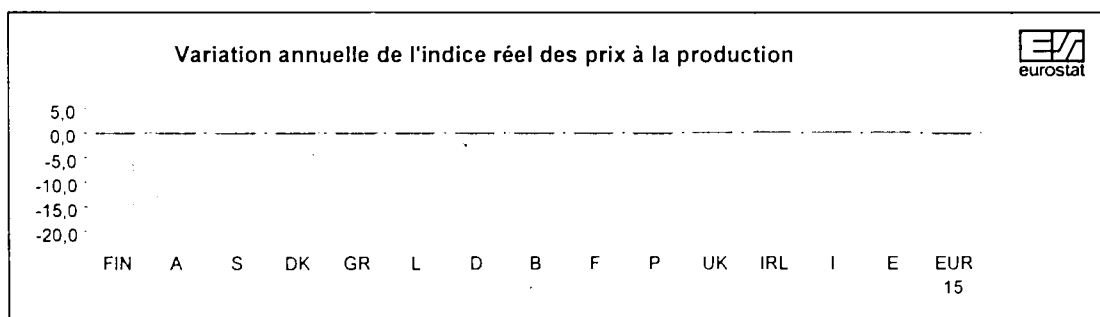 Variation annuelle de l'indice réel des prix à la production
eurostat
5,0
0,0
-5,0
-10,0
-15,0
-20,0
FIN A S DK GR L D B F P UK IRL I E EUR
15